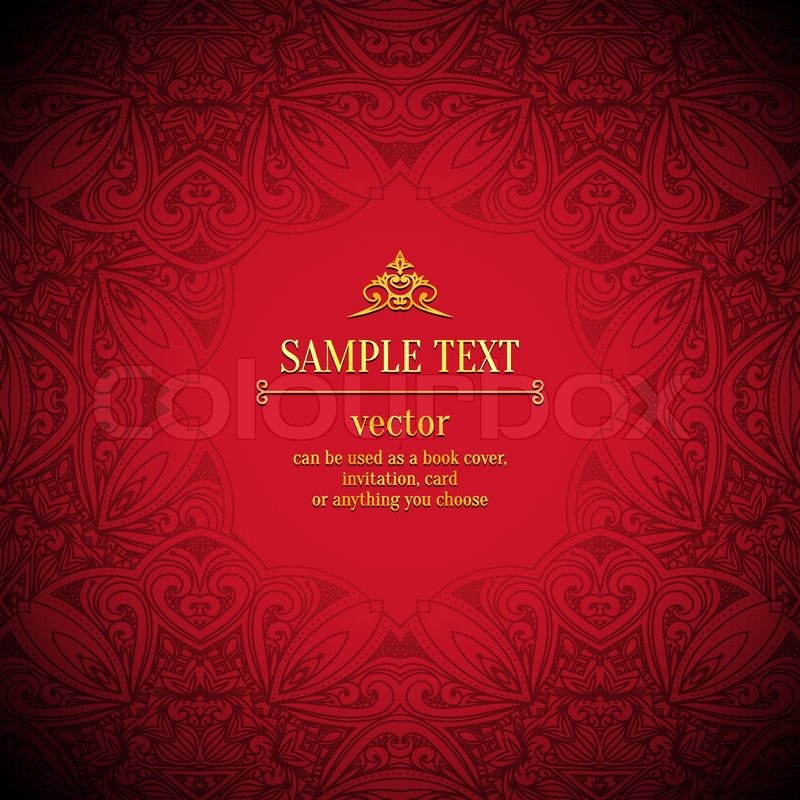 SAMPLE TEXT
colourbox
vector
can be used as a book cover,
invitation, card
or anything you choose